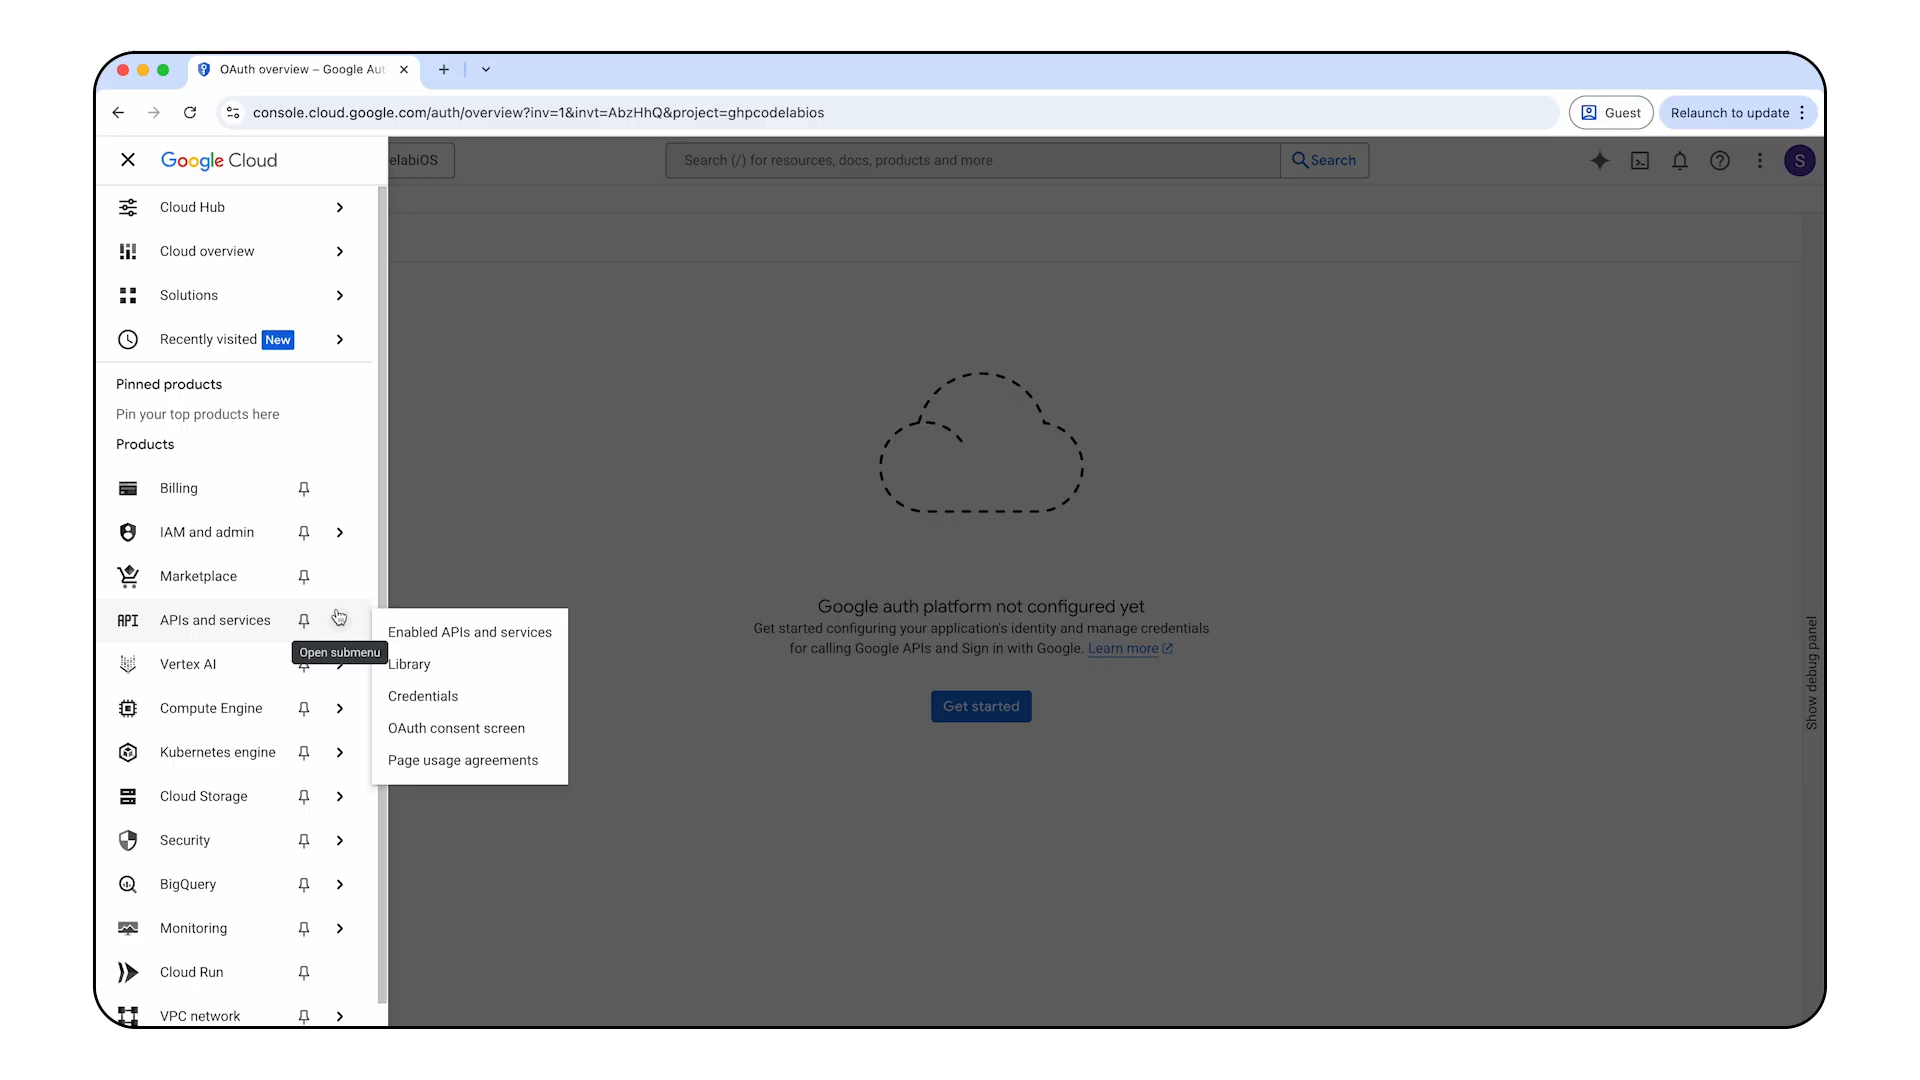 OAuth overview – Google Aut
console.cloud.google.com/auth/overview?inv=1&invt=AbzHhQ&project=ghpcodelabios
Guest
Relaunch to update
Google Cloud
elabiOS
Search (/) for resources, docs, products and more
Search
S
Cloud Hub
Cloud overview
Solutions
Recently visited New
Pinned products
Pin your top products here
Products
Billing
IAM and admin
Marketplace
API APIs and services
Open submenu
Vertex AI
Compute Engine
Kubernetes engine
Cloud Storage
Security
BigQuery
Monitoring
Cloud Run
VPC network
Enabled APIs and services
Library
Credentials
OAuth consent screen
Page usage agreements
Google auth platform not configured yet
Get started configuring your application's identity and manage credentials
for calling Google APIs and Sign in with Google. Learn more
Get started
Show debug panel